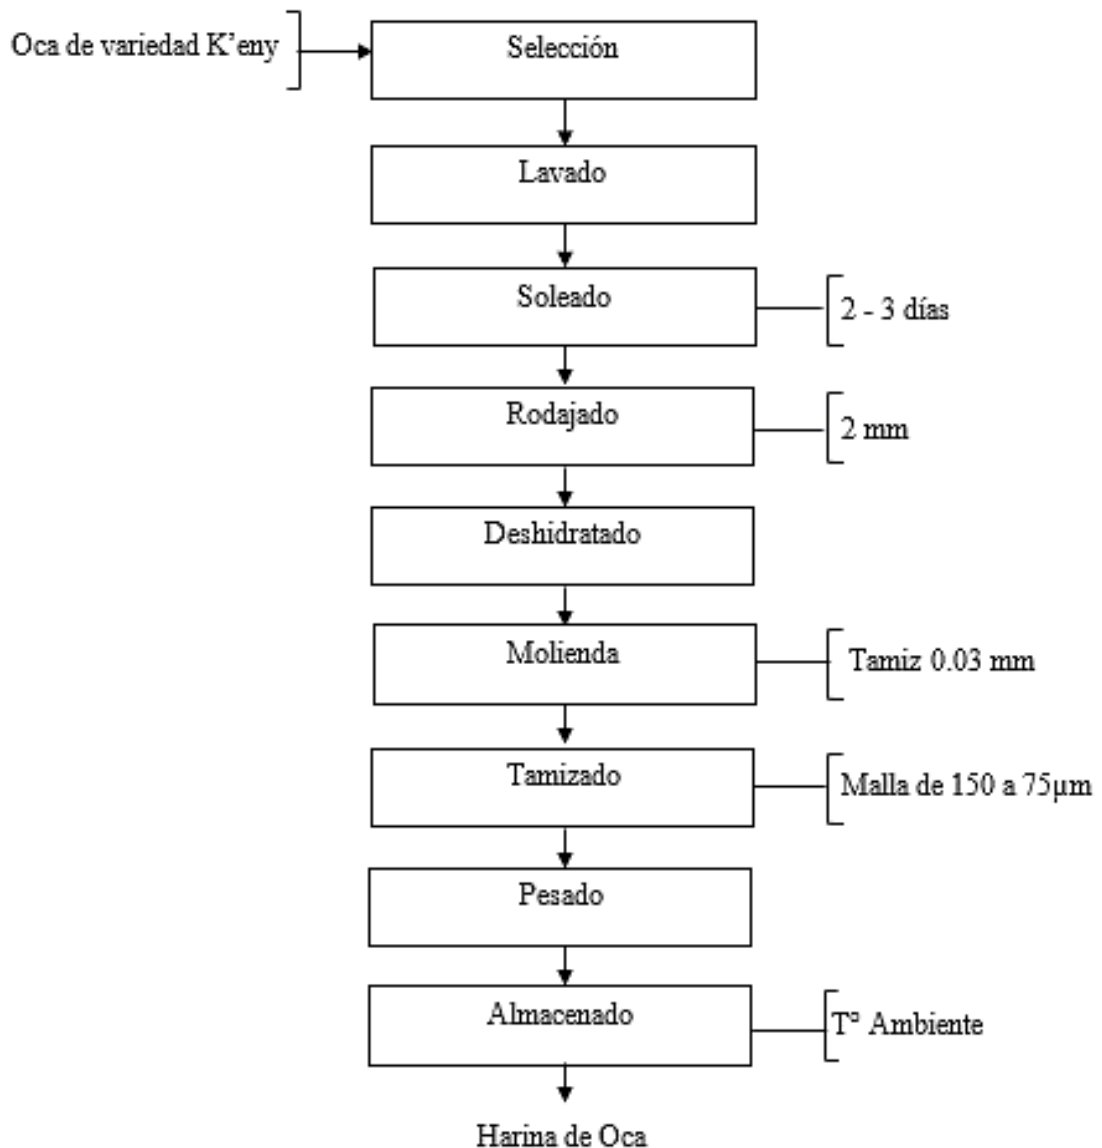 Oca de variedad K'eny
Selección
Lavado
Soleado
2 - 3 días
Rodajado
2 mm
Deshidratado
Molienda
Tamiz 0.03 mm
Tamizado
Malla de 150 a 75µm
Pesado
Almacenado
Tº Ambiente
Harina de Oca